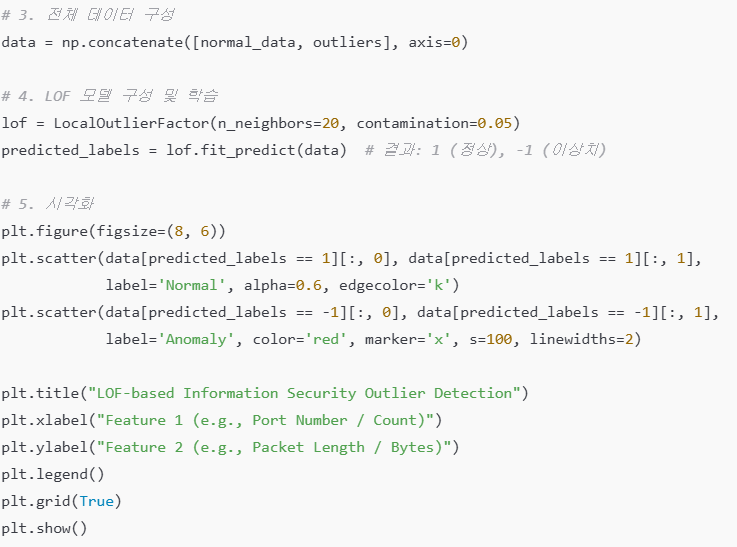 # 3. 전체 데이터 구성
data = np.concatenate([normal_data, outliers], axis=0)
# 4. LOF 모델 구성 및 학습
lof = LocalOutlierFactor(n_neighbors=20, contamination=0.05)
predicted_labels = lof.fit_predict(data)  # 결과: 1 (정상), -1 (이상치)
# 5. 시각화
plt.figure(figsize=(8, 6))
plt.scatter(data[predicted_labels == 1][:, 0], data[predicted_labels == 1][:, 1],
            label='Normal', alpha=0.6, edgecolor='k')
plt.scatter(data[predicted_labels == -1][:, 0], data[predicted_labels == -1][:, 1],
            label='Anomaly', color='red', marker='x', s=100, linewidths=2)
plt.title("LOF-based Information Security Outlier Detection")
plt.xlabel("Feature 1 (e.g., Port Number / Count)")
plt.ylabel("Feature 2 (e.g., Packet Length / Bytes)")
plt.legend()
plt.grid(True)
plt.show()